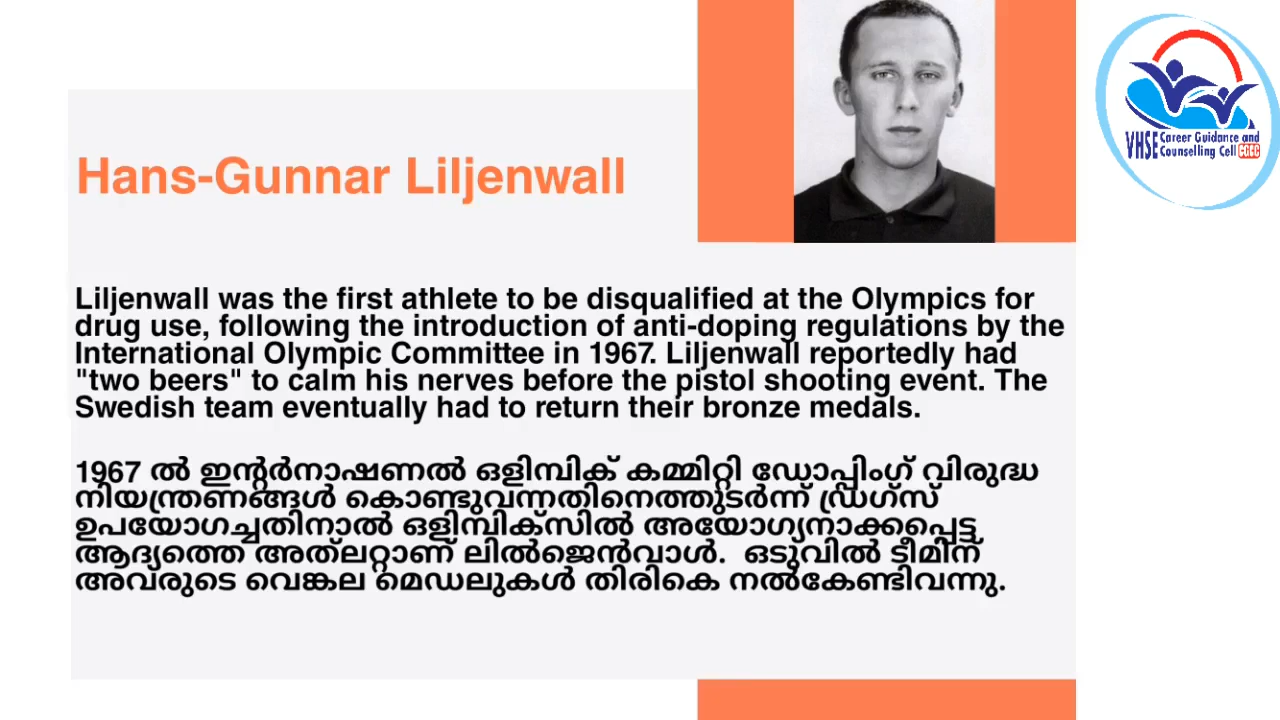 VHSE Career Guidance and
Counselling Cell CGCC
Hans-Gunnar Liljenwall
Liljenwall was the first athlete to be disqualified at the Olympics for
drug use, following the introduction of anti-doping regulations by the
International Olympic Committee in 1967. Liljenwall reportedly had
"two beers" to calm his nerves before the pistol shooting event. The
Swedish team eventually had to return their bronze medals.
1967 ൽ ഇന്റർനാഷണൽ ഒളിമ്പിക് കമ്മിറ്റി ഡോപ്പിംഗ് വിരുദ്ധ
നിയന്ത്രണങ്ങൾ കൊണ്ടുവന്നതിനെത്തുടർന്ന് ഡ്രഗ്സ്
ഉപയോഗച്ചതിനാൽ ഒളിമ്പിക്സിൽ അയോഗ്യനാക്കപ്പെട്ട
ആദ്യത്തെ അത്‌ലറ്റാണ് ലിൽജെൻവാൾ. ഒടുവിൽ ടീമിന്
അവരുടെ വെങ്കല മെഡലുകൾ തിരികെ നൽകേണ്ടിവന്നു.